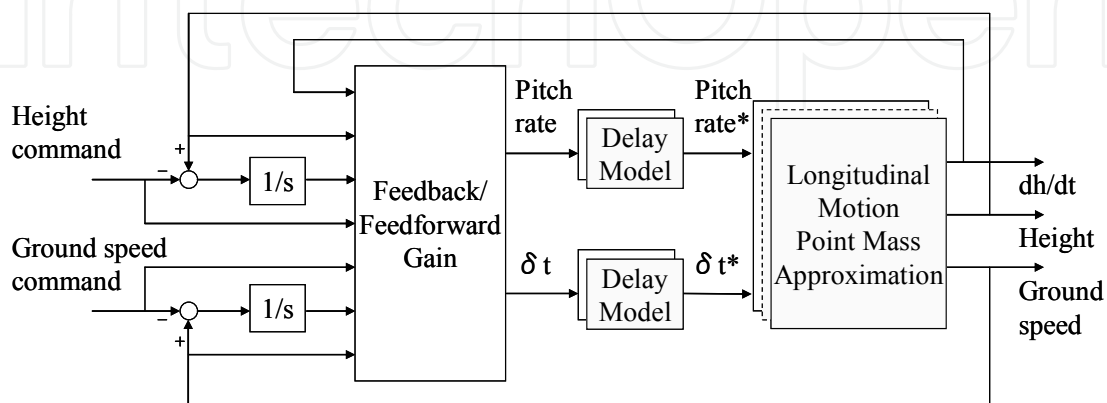 intechOpen
Height
command
+
−
1/s
Ground speed
command
−
+
1/s
Feedback/
Feedforward
Gain
Pitch
rate
Delay
Model
Pitch
rate*
δ t
Delay
Model
δ t*
Longitudinal
Motion
Point Mass
Approximation
dh/dt
Height
Ground
speed